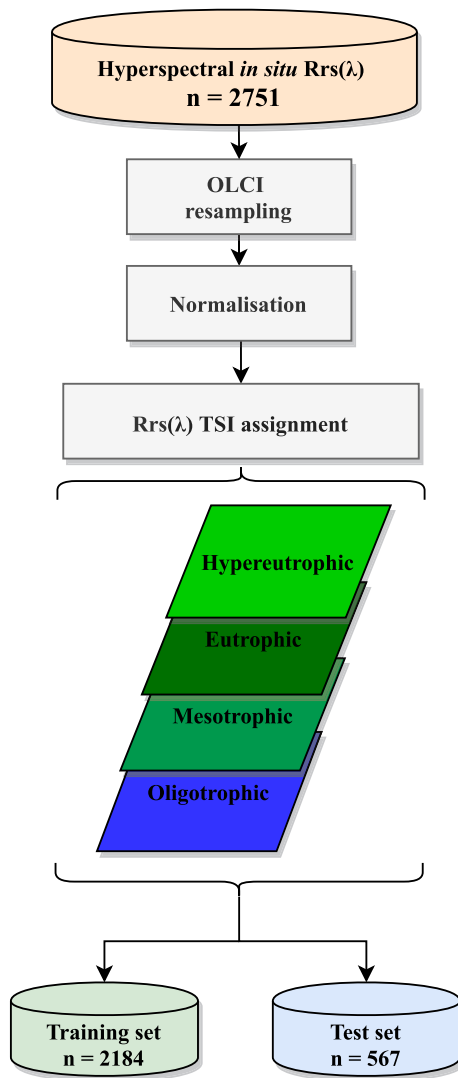 Hyperspectral in situ Rrs(λ)
n = 2751
OLCI
resampling
Normalisation
Rrs(λ) TSI assignment
Hypereutrophic
Eutrophic
Mesotrophic
Oligotrophic
Training set
n = 2184
Test set
n = 567